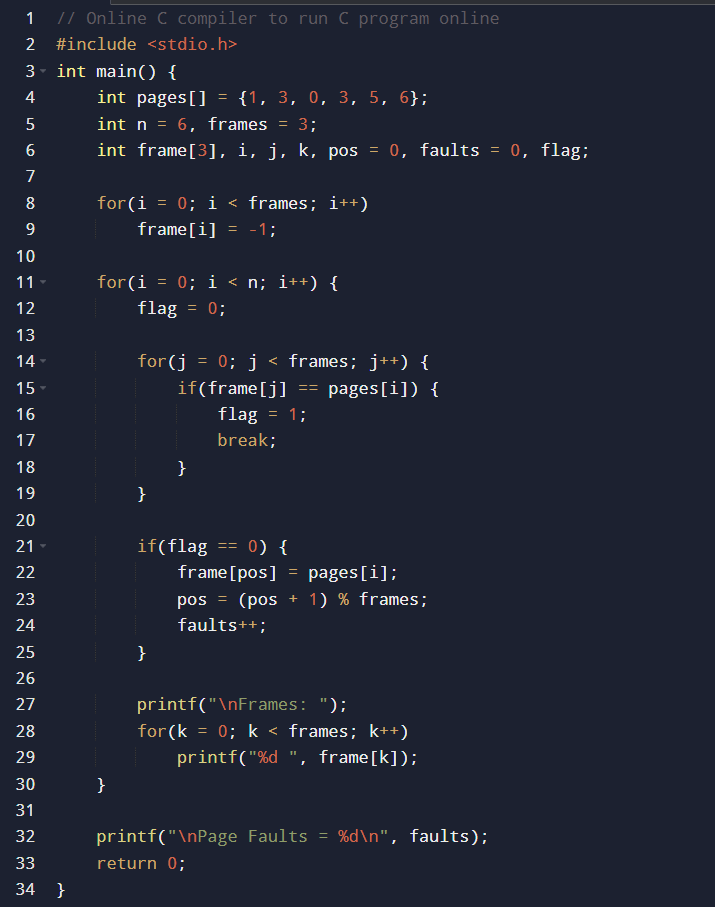 1 // Online C compiler to run C program online
2 #include <stdio.h>
3 int main() {
4     int pages[] = {1, 3, 0, 3, 5, 6};
5     int n = 6, frames = 3;
6     int frame[3], i, j, k, pos = 0, faults = 0, flag;
7
8     for(i = 0; i < frames; i++)
9         frame[i] = -1;
10
11     for(i = 0; i < n; i++) {
12         flag = 0;
13
14         for(j = 0; j < frames; j++) {
15             if(frame[j] == pages[i]) {
16                 flag = 1;
17                 break;
18             }
19         }
20
21         if(flag == 0) {
22             frame[pos] = pages[i];
23             pos = (pos + 1) % frames;
24             faults++;
25         }
26
27         printf("\nFrames: ");
28         for(k = 0; k < frames; k++)
29             printf("%d ", frame[k]);
30     }
31
32     printf("\nPage Faults = %d\n", faults);
33     return 0;
34 }